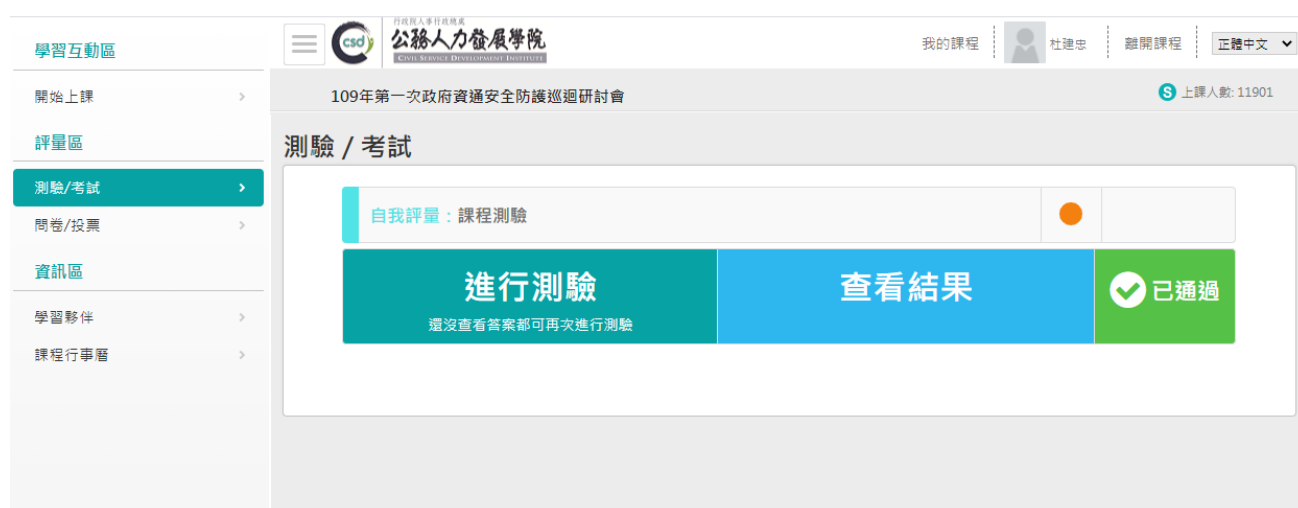 學習互動區
開始上課
評量區
測驗/考試
問卷/投票
資訊區
學習夥伴
課程行事曆
csd
行政院人事行政總處
公務人力發展學院
CIVIL SERVICE DEVELOPMENT INSTITUTE
我的課程
杜建忠
離開課程
正體中文
109年第一次政府資通安全防護巡迴研討會
S 上課人數: 11901
測驗 / 考試
自我評量：課程測驗
進行測驗
還沒查看答案都可再次進行測驗
查看結果
已通過